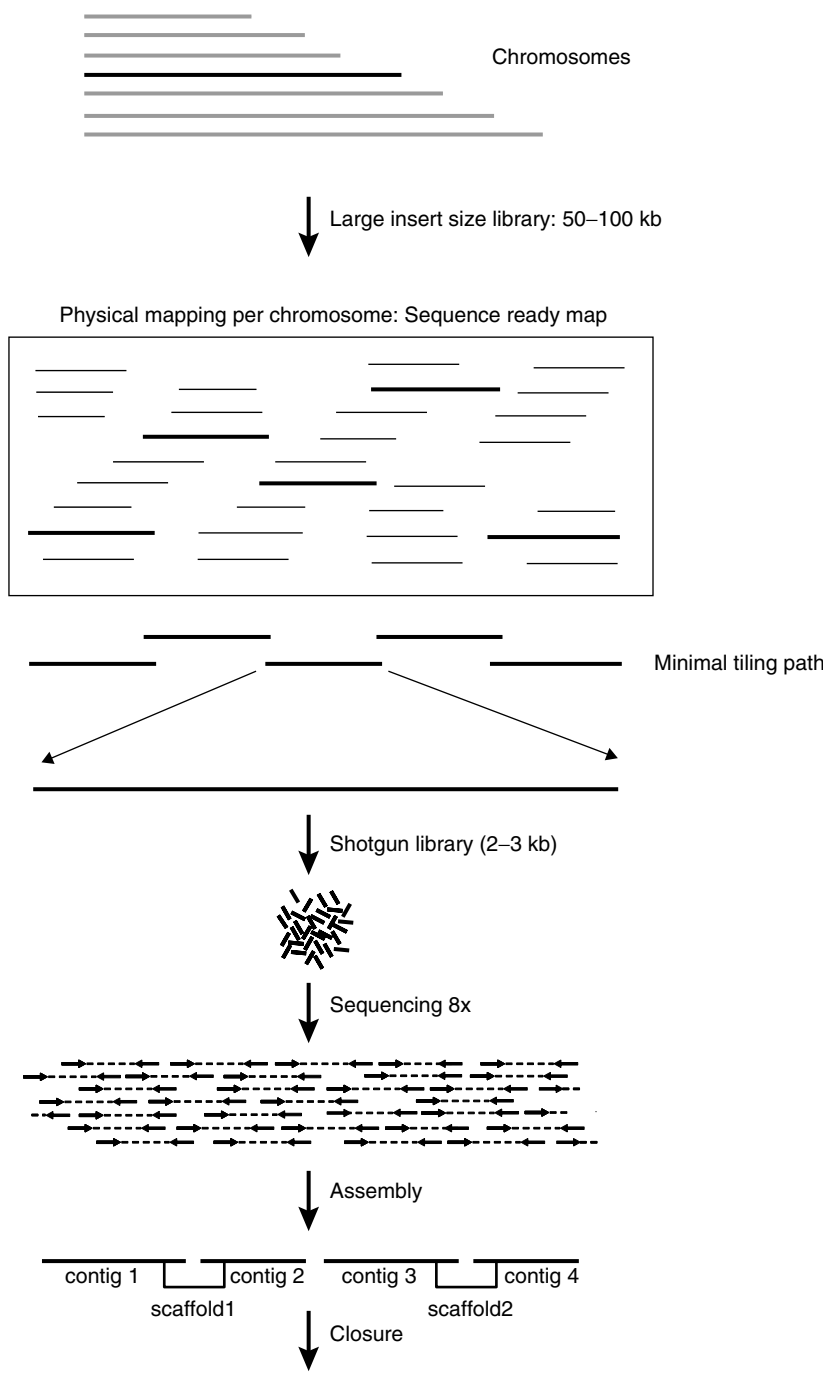 Chromosomes
Large insert size library: 50–100 kb
Physical mapping per chromosome: Sequence ready map
Minimal tiling path
Shotgun library (2–3 kb)
Sequencing 8x
Assembly
contig 1 contig 2 contig 3 contig 4
scaffold1 scaffold2
Closure